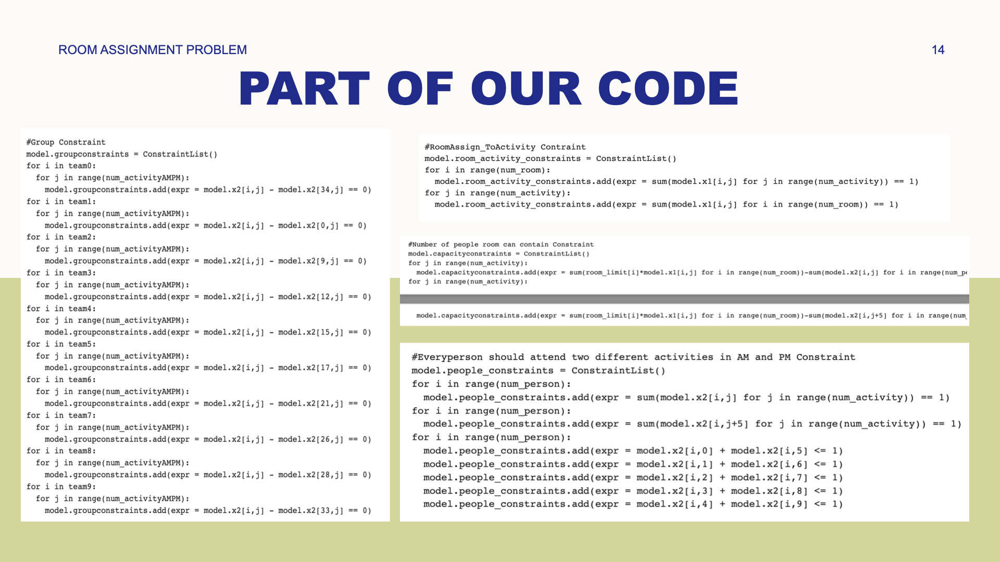 ROOM ASSIGNMENT PROBLEM
14
PART OF OUR CODE
#Group Constraint
model.groupconstraints = ConstraintList()
for i in team0:
  for j in range(num_activityAMPM):
    model.groupconstraints.add(expr = model.x2[i,j] - model.x2[34,j] == 0)
for i in team1:
  for j in range(num_activityAMPM):
    model.groupconstraints.add(expr = model.x2[i,j] - model.x2[0,j] == 0)
for i in team2:
  for j in range(num_activityAMPM):
    model.groupconstraints.add(expr = model.x2[i,j] - model.x2[9,j] == 0)
for i in team3:
  for j in range(num_activityAMPM):
    model.groupconstraints.add(expr = model.x2[i,j] - model.x2[12,j] == 0)
for i in team4:
  for j in range(num_activityAMPM):
    model.groupconstraints.add(expr = model.x2[i,j] - model.x2[15,j] == 0)
for i in team5:
  for j in range(num_activityAMPM):
    model.groupconstraints.add(expr = model.x2[i,j] - model.x2[17,j] == 0)
for i in team6:
  for j in range(num_activityAMPM):
    model.groupconstraints.add(expr = model.x2[i,j] - model.x2[21,j] == 0)
for i in team7:
  for j in range(num_activityAMPM):
    model.groupconstraints.add(expr = model.x2[i,j] - model.x2[26,j] == 0)
for i in team8:
  for j in range(num_activityAMPM):
    model.groupconstraints.add(expr = model.x2[i,j] - model.x2[28,j] == 0)
for i in team9:
  for j in range(num_activityAMPM):
    model.groupconstraints.add(expr = model.x2[i,j] - model.x2[33,j] == 0)
#RoomAssign_ToActivity Contraint
model.room_activity_constraints = ConstraintList()
for i in range(num_room):
  model.room_activity_constraints.add(expr = sum(model.x1[i,j] for j in range(num_activity)) == 1)
for j in range(num_activity):
  model.room_activity_constraints.add(expr = sum(model.x1[i,j] for i in range(num_room)) == 1)
#Number of people room can contain Constraint
model.capacityconstraints = ConstraintList()
for j in range(num_activity):
  model.capacityconstraints.add(expr = sum(room_limit[i]*model.x1[i,j] for i in range(num_room))-sum(model.x2[i,j] for i in range(num_pe
for j in range(num_activity):
  model.capacityconstraints.add(expr = sum(room_limit[i]*model.x1[i,j] for i in range(num_room))-sum(model.x2[i,j+5] for i in range(num_
#Everyperson should attend two different activities in AM and PM Constraint
model.people_constraints = ConstraintList()
for i in range(num_person):
  model.people_constraints.add(expr = sum(model.x2[i,j] for j in range(num_activity)) == 1)
for i in range(num_person):
  model.people_constraints.add(expr = sum(model.x2[i,j+5] for j in range(num_activity)) == 1)
for i in range(num_person):
  model.people_constraints.add(expr = model.x2[i,0] + model.x2[i,5] <= 1)
  model.people_constraints.add(expr = model.x2[i,1] + model.x2[i,6] <= 1)
  model.people_constraints.add(expr = model.x2[i,2] + model.x2[i,7] <= 1)
  model.people_constraints.add(expr = model.x2[i,3] + model.x2[i,8] <= 1)
  model.people_constraints.add(expr = model.x2[i,4] + model.x2[i,9] <= 1)